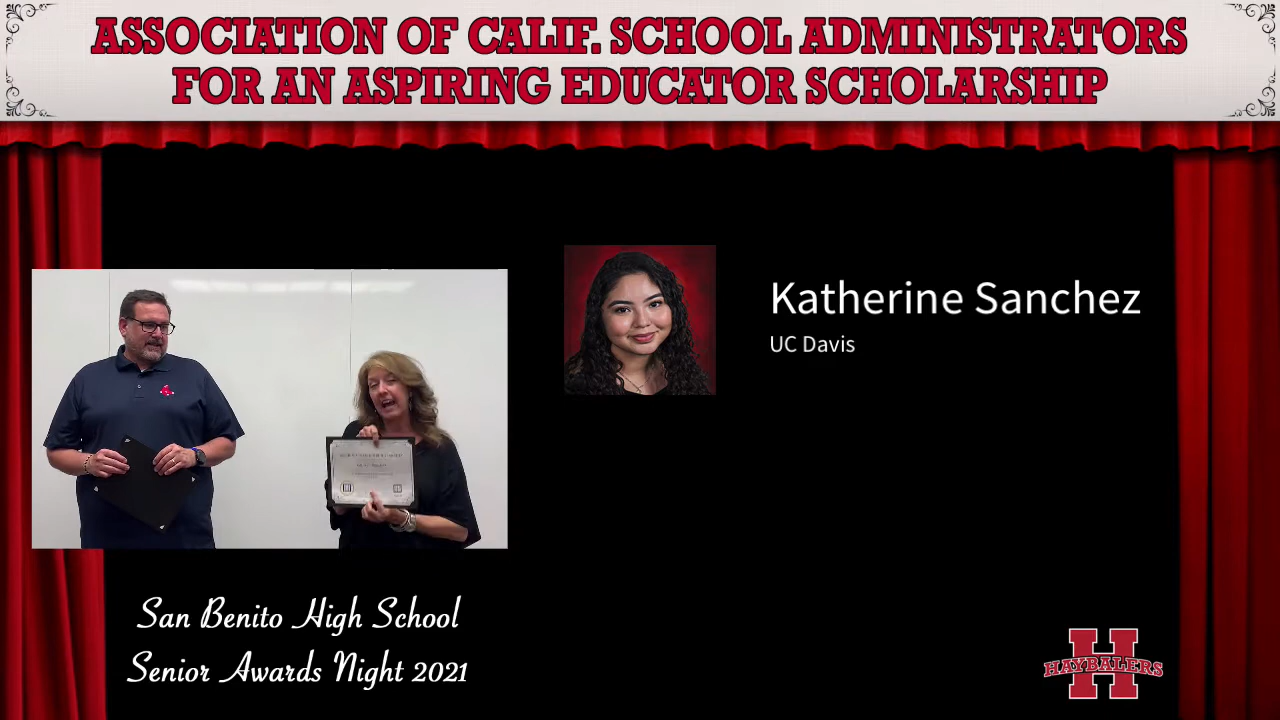 ASSOCIATION OF CALIF. SCHOOL ADMINISTRATORS
FOR AN ASPIRING EDUCATOR SCHOLARSHIP
Katherine Sanchez
UC Davis
San Benito High School
Senior Awards Night 2021
H
HAYBALERS